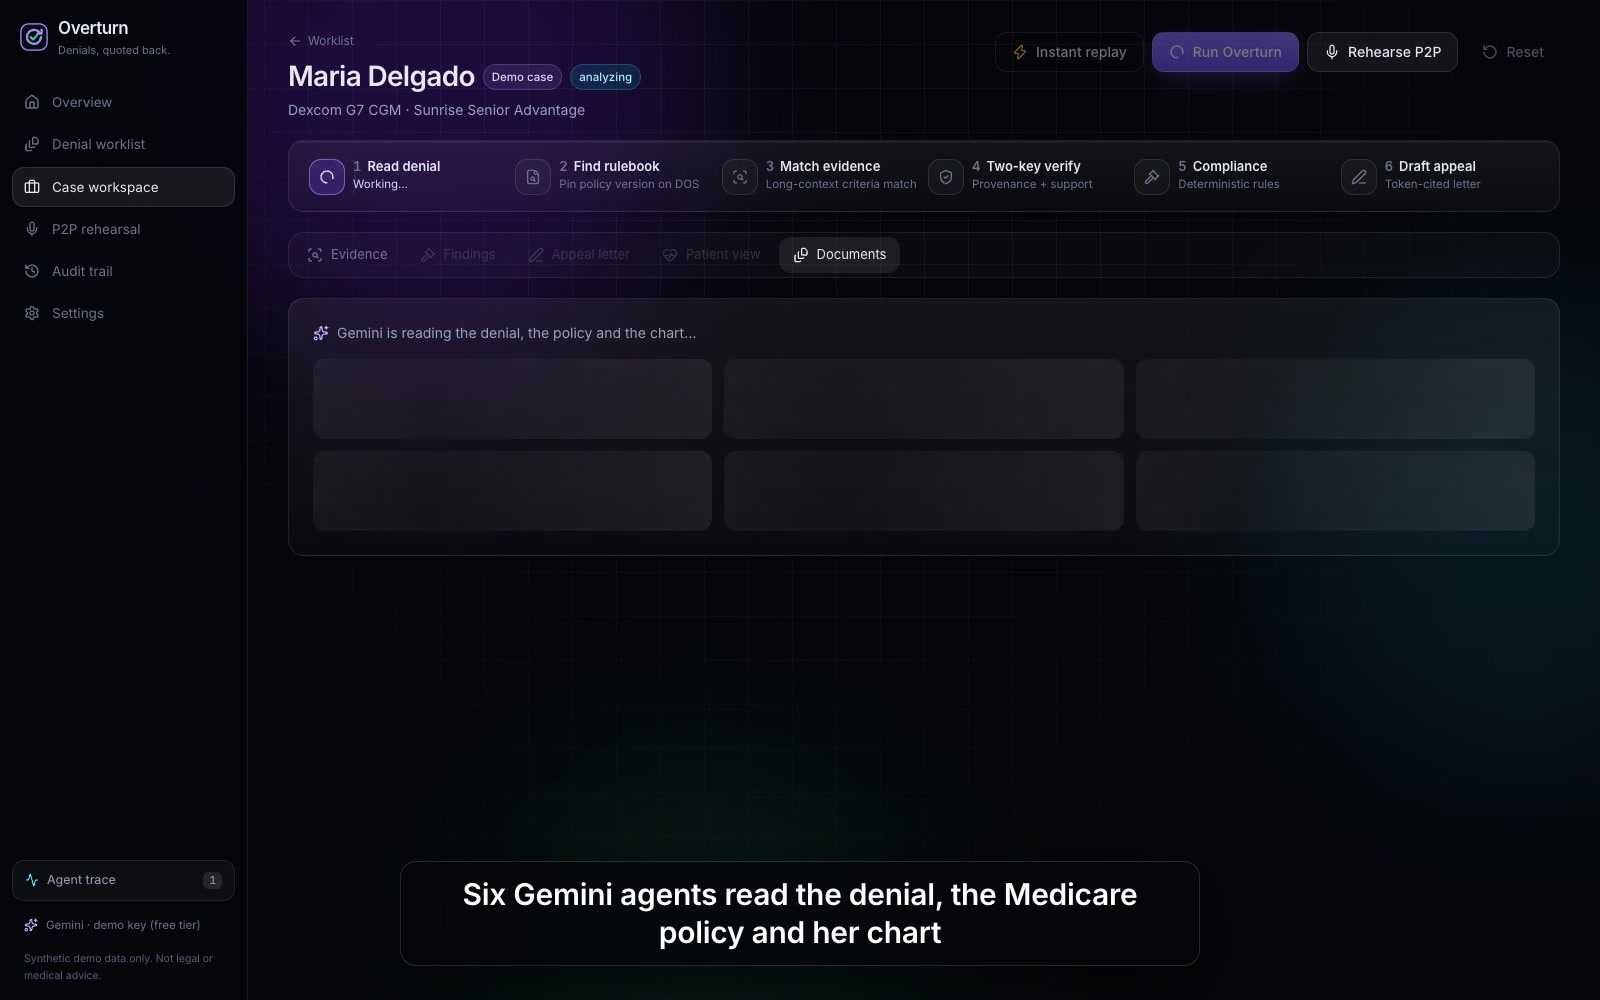 Overturn
Denials, quoted back.
Overview
Denial worklist
Case workspace
P2P rehearsal
Audit trail
Settings
Agent trace 1
Gemini · demo key (free tier)
Synthetic demo data only. Not legal or
medical advice.
Worklist
Maria Delgado Demo case analyzing
Dexcom G7 CGM · Sunrise Senior Advantage
Instant replay Run Overturn Rehearse P2P Reset
1 Read denial
Working...
2 Find rulebook
Pin policy version on DOS
3 Match evidence
Long-context criteria match
4 Two-key verify
Provenance + support
5 Compliance
Deterministic rules
6 Draft appeal
Token-cited letter
Evidence Findings Appeal letter Patient view Documents
Gemini is reading the denial, the policy and the chart...
Six Gemini agents read the denial, the Medicare
policy and her chart